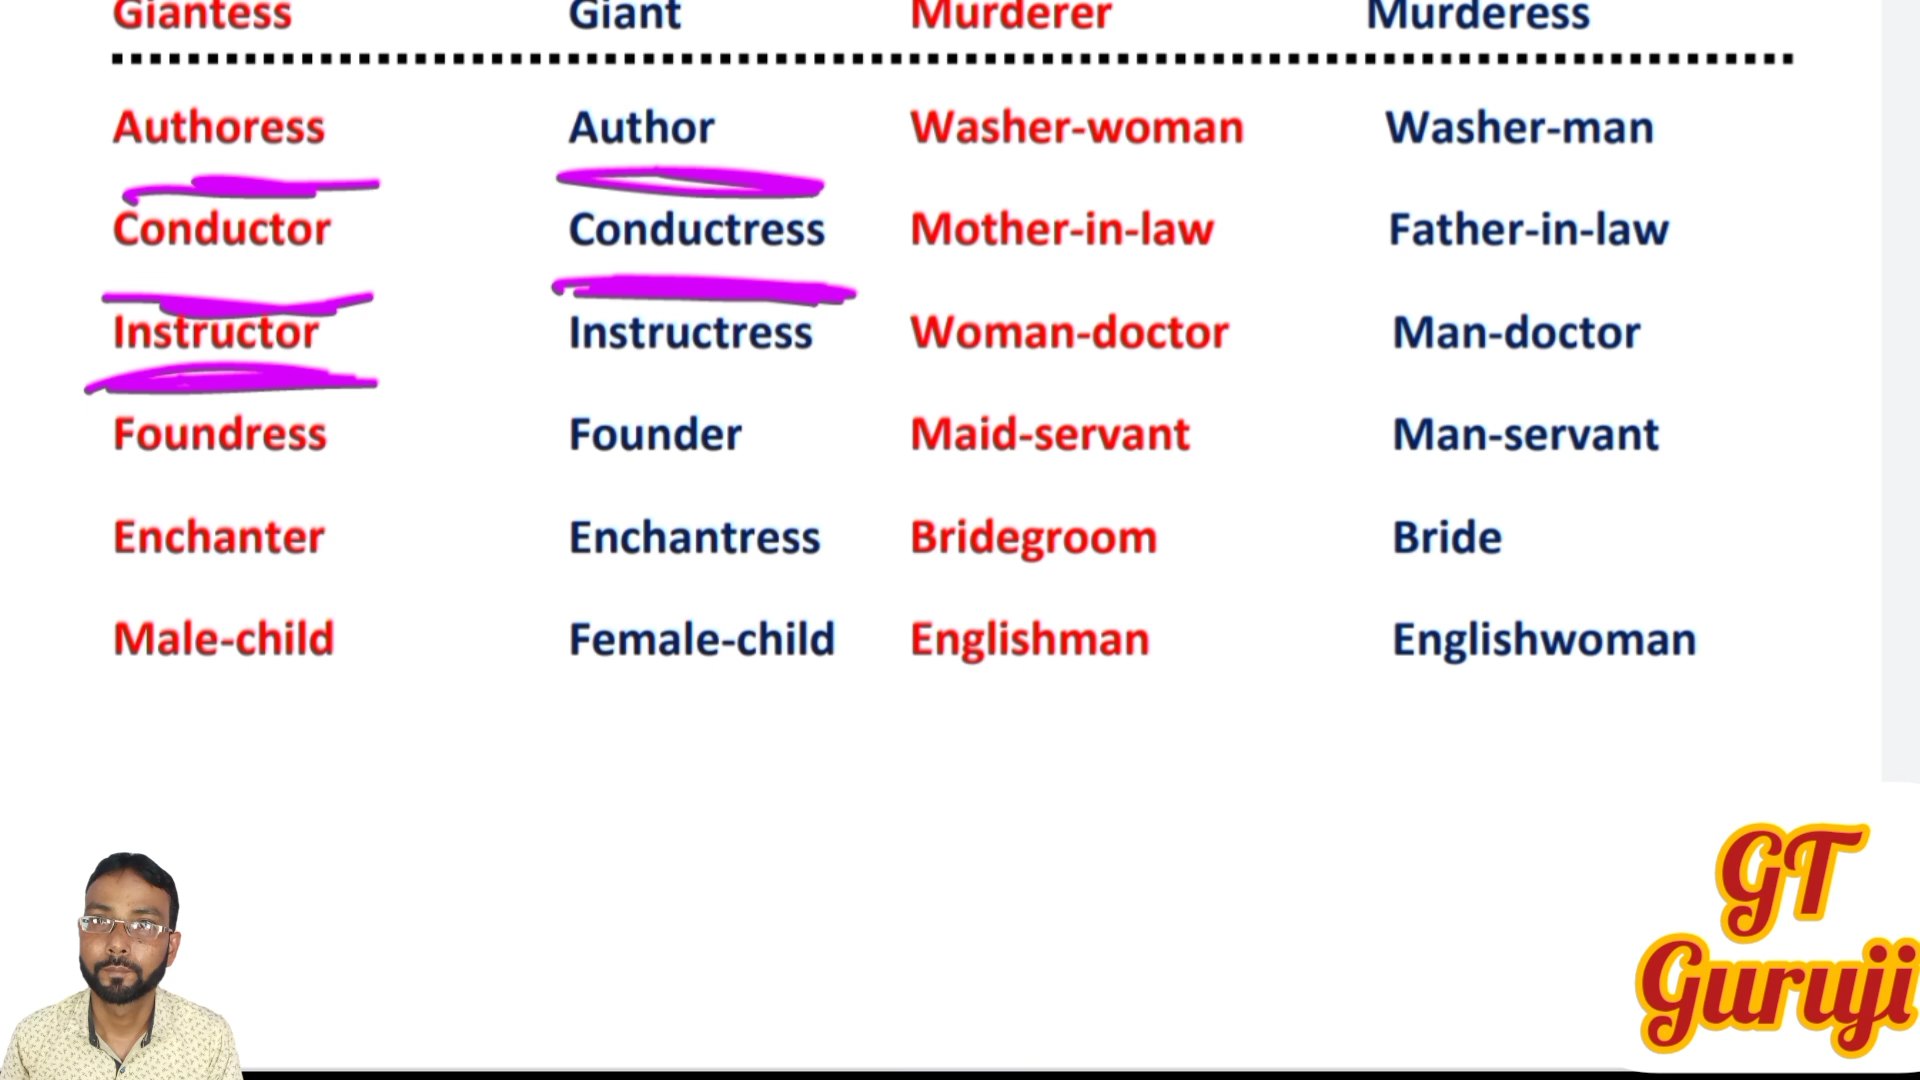 Giantess Giant Murderer Murderess
Authoress Author Washer-woman Washer-man
Conductor Conductress Mother-in-law Father-in-law
Instructor Instructress Woman-doctor Man-doctor
Foundress Founder Maid-servant Man-servant
Enchanter Enchantress Bridegroom Bride
Male-child Female-child Englishman Englishwoman
GT
Guruji